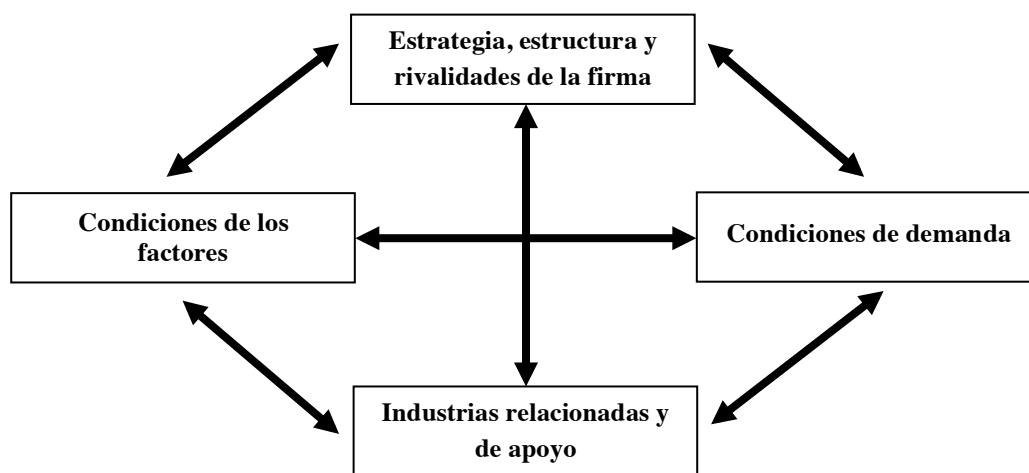 Estrategia, estructura y
rivalidades de la firma
Condiciones de los
factores
Condiciones de demanda
Industrias relacionadas y
de apoyo